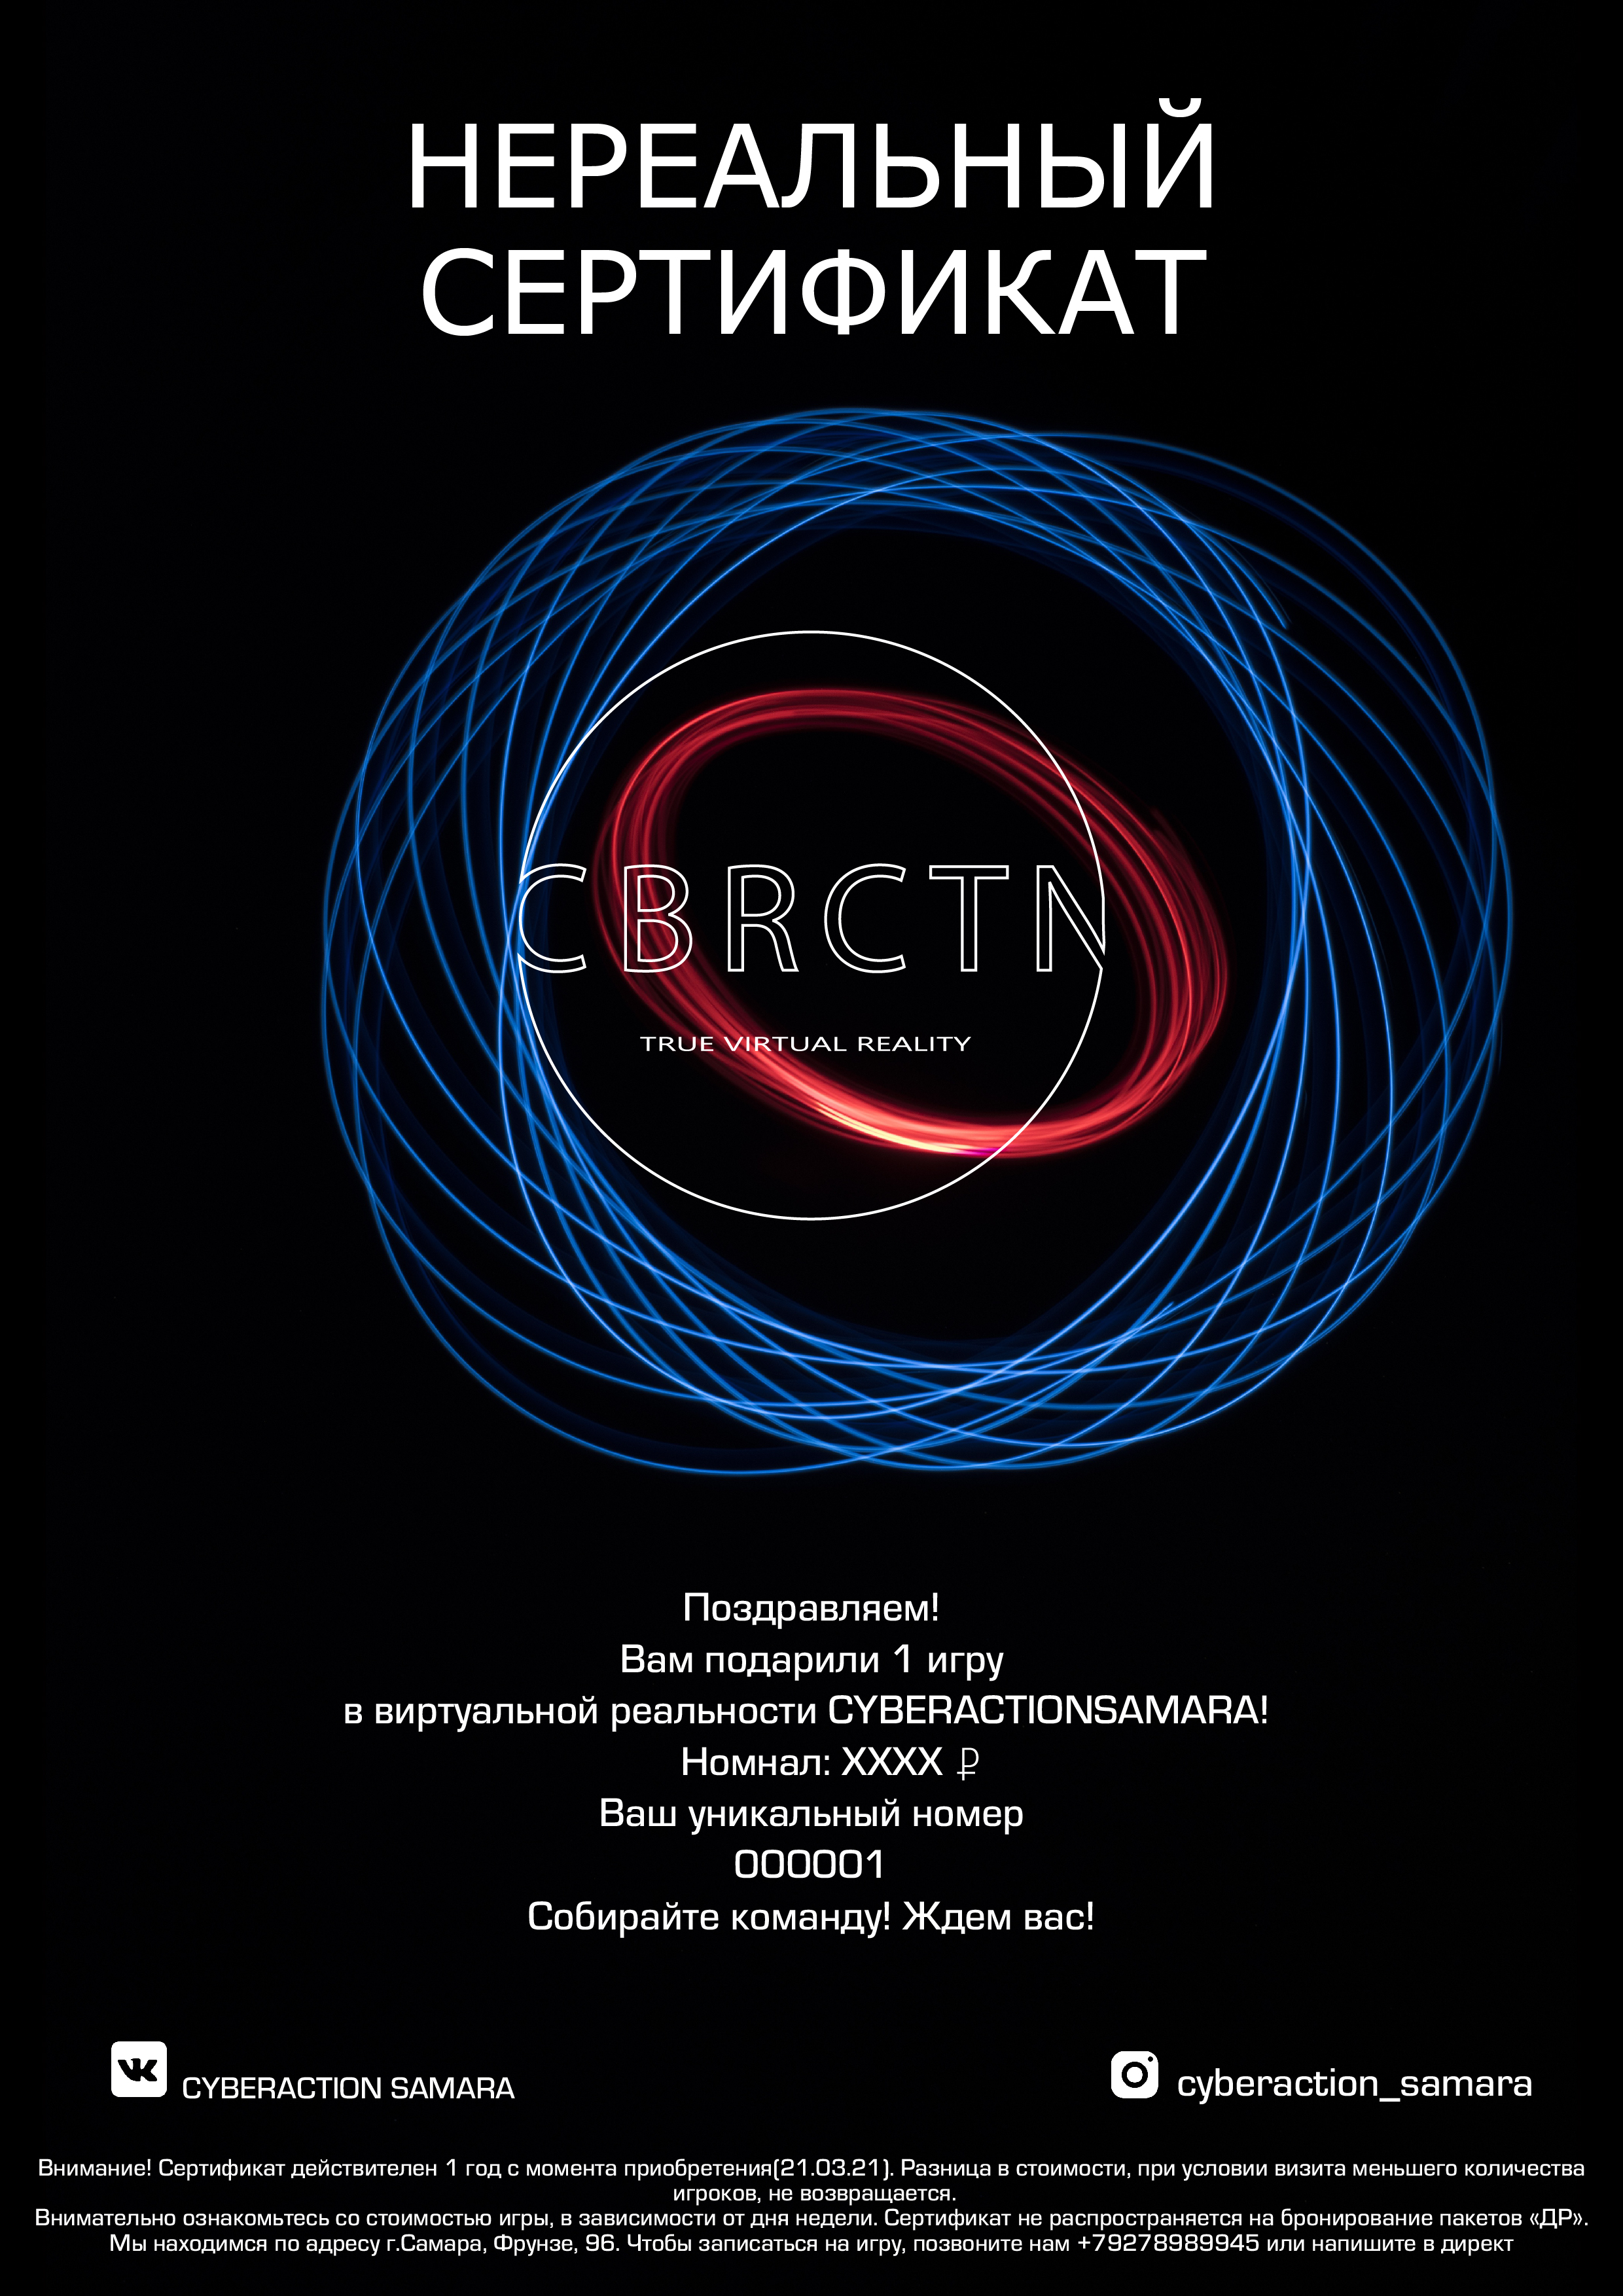 НЕРЕАЛЬНЫЙ
СЕРТИФИКАТ
CBRCTN
TRUE VIRTUAL REALITY
Поздравляем!
Вам подарили 1 игру
в виртуальной реальности CYBERACTIONSAMARA!
Номнал: XXXX ₽
Ваш уникальный номер
000001
Собирайте команду! Ждем вас!
CYBERACTION SAMARA
cyberaction_samara
Внимание! Сертификат действителен 1 год с момента приобретения(21.03.21). Разница в стоимости, при условии визита меньшего количества
игроков, не возвращается.
Внимательно ознакомьтесь со стоимостью игры, в зависимости от дня недели. Сертификат не распространяется на бронирование пакетов «ДР».
Мы находимся по адресу г.Самара, Фрунзе, 96. Чтобы записаться на игру, позвоните нам +79278989945 или напишите в директ